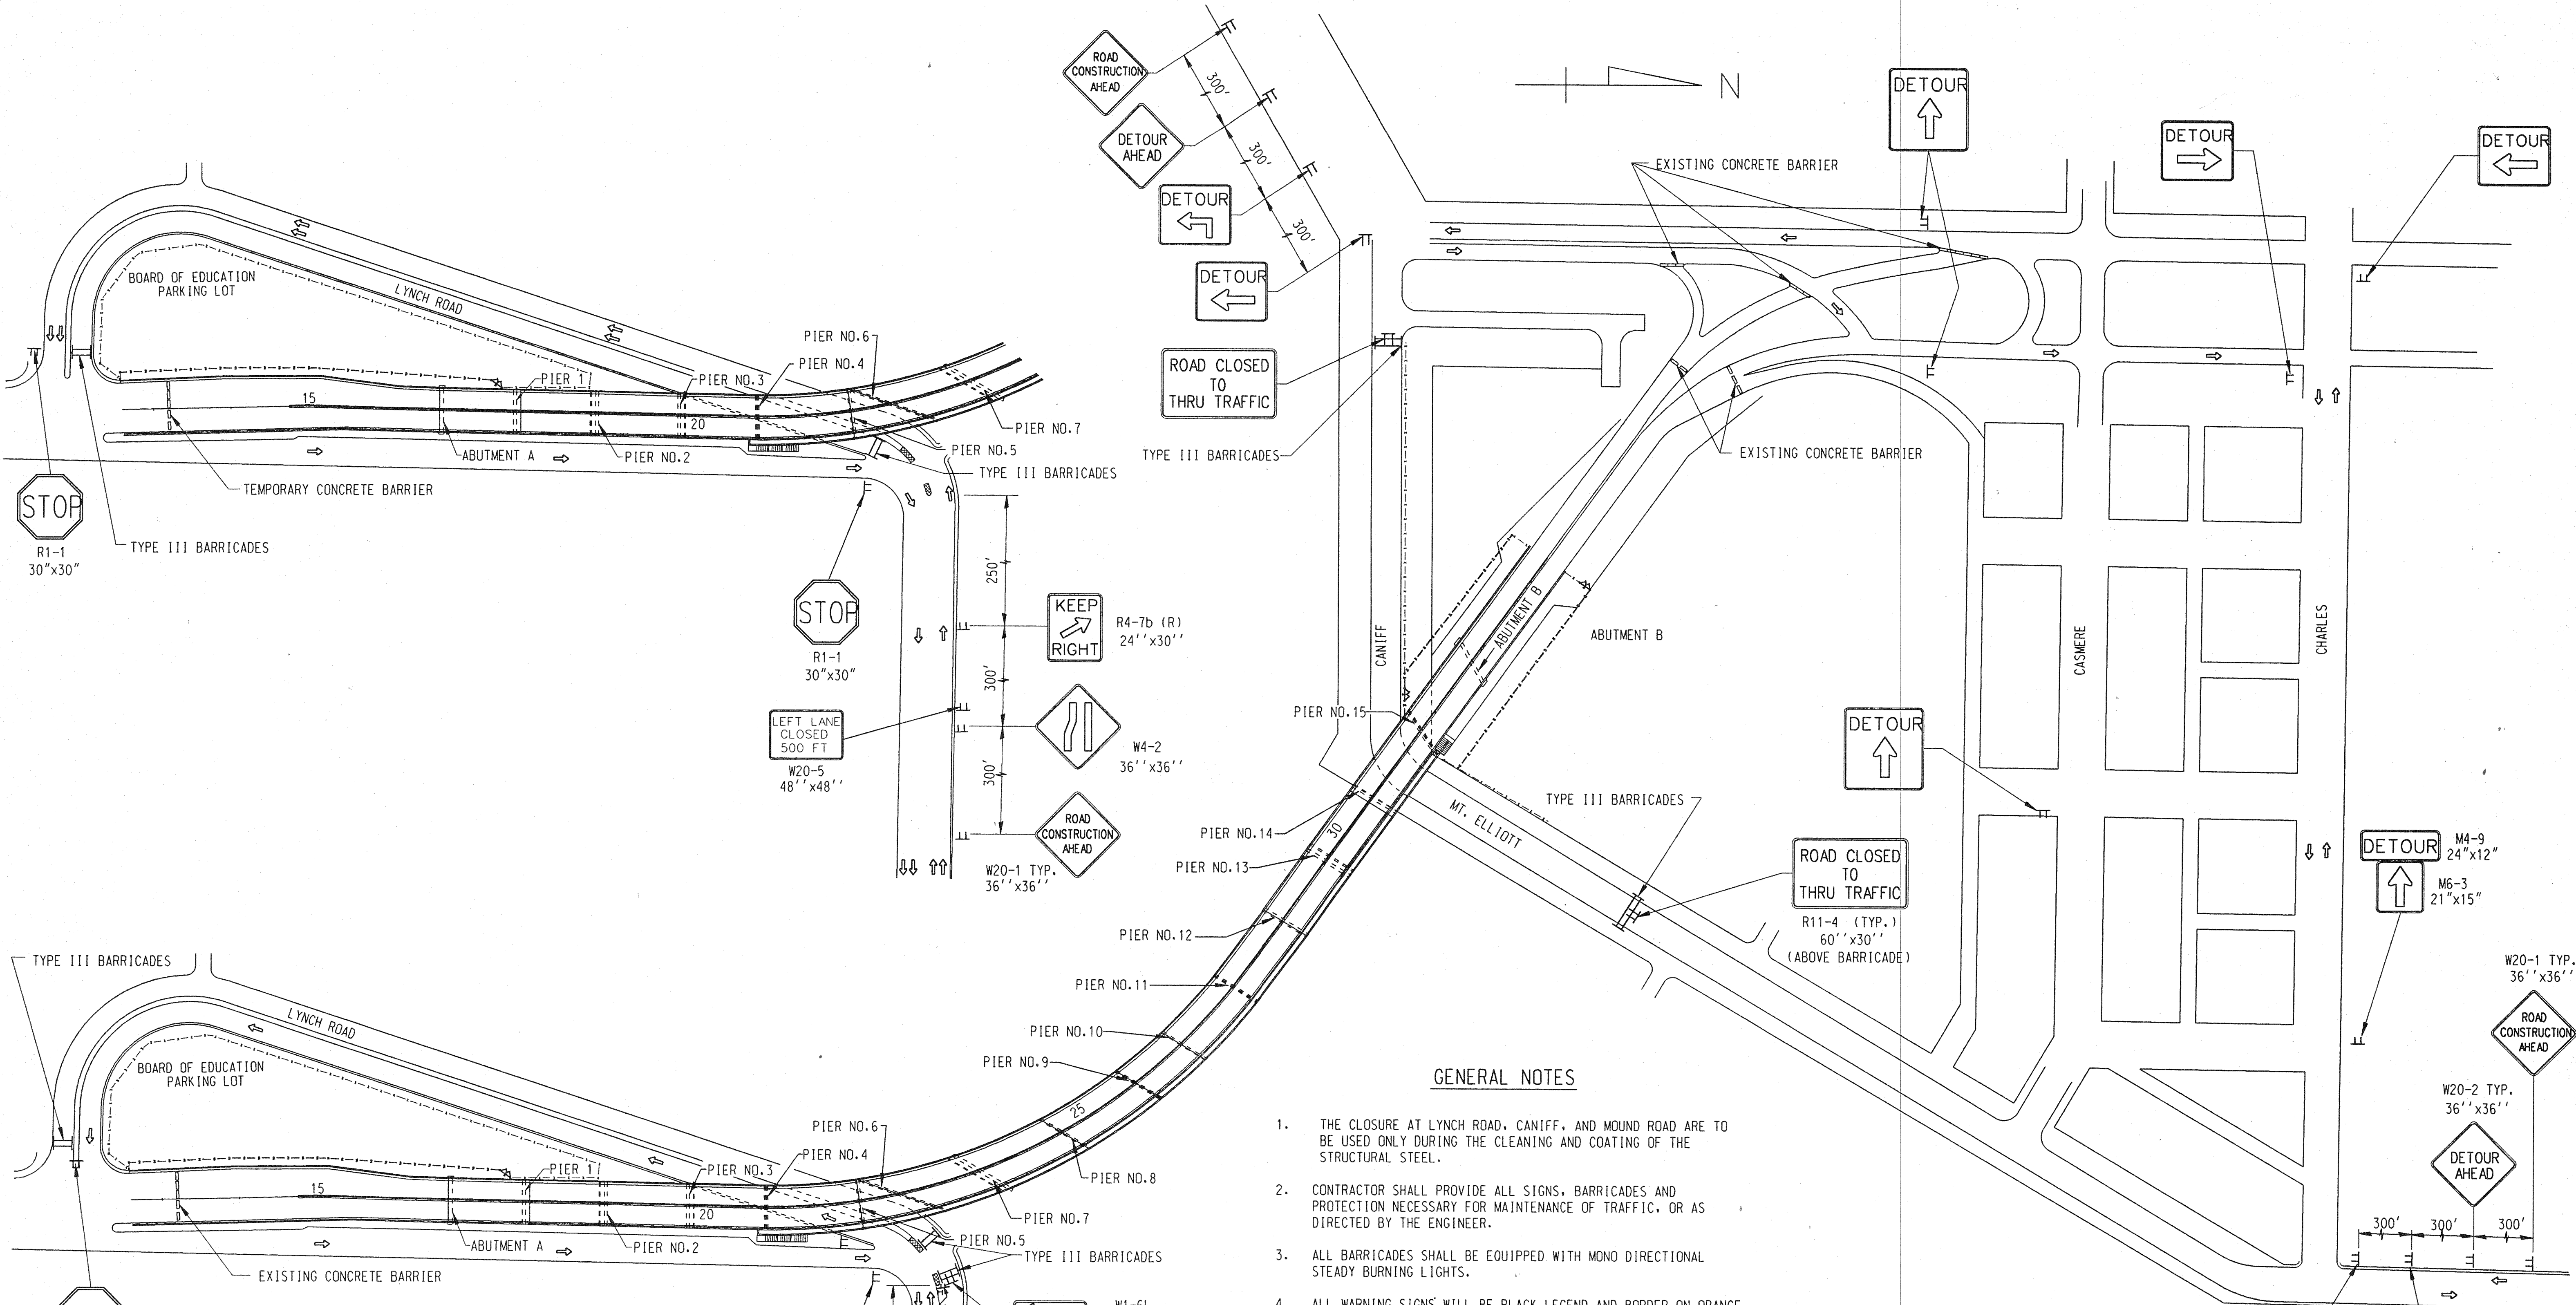 ROAD
CONSTRUCTION
AHEAD
300'
DETOUR
AHEAD
300'
DETOUR
300'
DETOUR
N
DETOUR
DETOUR
DETOUR
EXISTING CONCRETE BARRIER
BOARD OF EDUCATION
PARKING LOT
LYNCH ROAD
PIER NO.6
PIER NO.4
PIER 1
PIER NO.3
15
20
PIER NO.7
PIER NO.5
ABUTMENT A
PIER NO.2
TYPE III BARRICADES
TEMPORARY CONCRETE BARRIER
STOP
R1-1
30"x30"
TYPE III BARRICADES
ROAD CLOSED
TO
THRU TRAFFIC
TYPE III BARRICADES
EXISTING CONCRETE BARRIER
250'
STOP
R1-1
30"x30"
KEEP
RIGHT
R4-7b (R)
24''x30''
300'
LEFT LANE
CLOSED
500 FT
W20-5
48''x48''
W4-2
36''x36''
300'
ROAD
CONSTRUCTION
AHEAD
W20-1 TYP.
36''x36''
CANIFF
ABUTMENT B
ABUTMENT B
CASMERE
CHARLES
PIER NO.15
MT. ELLIOTT
TYPE III BARRICADES
DETOUR
PIER NO.14
30
PIER NO.13
ROAD CLOSED
TO
THRU TRAFFIC
R11-4 (TYP.)
60''x30''
(ABOVE BARRICADE)
DETOUR
M4-9
24"x12"
M6-3
21"x15"
PIER NO.12
PIER NO.11
PIER NO.10
PIER NO.9
25
PIER NO.8
W20-1 TYP.
36''x36''
ROAD
CONSTRUCTION
AHEAD
W20-2 TYP.
36''x36''
DETOUR
AHEAD
300'
300'
300'
TYPE III BARRICADES
LYNCH ROAD
BOARD OF EDUCATION
PARKING LOT
PIER NO.6
PIER NO.4
PIER 1
PIER NO.3
15
20
PIER NO.7
PIER NO.5
ABUTMENT A
PIER NO.2
TYPE III BARRICADES
EXISTING CONCRETE BARRIER
GENERAL NOTES
1. THE CLOSURE AT LYNCH ROAD, CANIFF, AND MOUND ROAD ARE TO
BE USED ONLY DURING THE CLEANING AND COATING OF THE
STRUCTURAL STEEL.
2. CONTRACTOR SHALL PROVIDE ALL SIGNS, BARRICADES AND
PROTECTION NECESSARY FOR MAINTENANCE OF TRAFFIC, OR AS
DIRECTED BY THE ENGINEER.
3. ALL BARRICADES SHALL BE EQUIPPED WITH MONO DIRECTIONAL
STEADY BURNING LIGHTS.
4. ALL WARNING SIGNS WILL BE BLACK LEGEND AND BORDER ON ORANGE